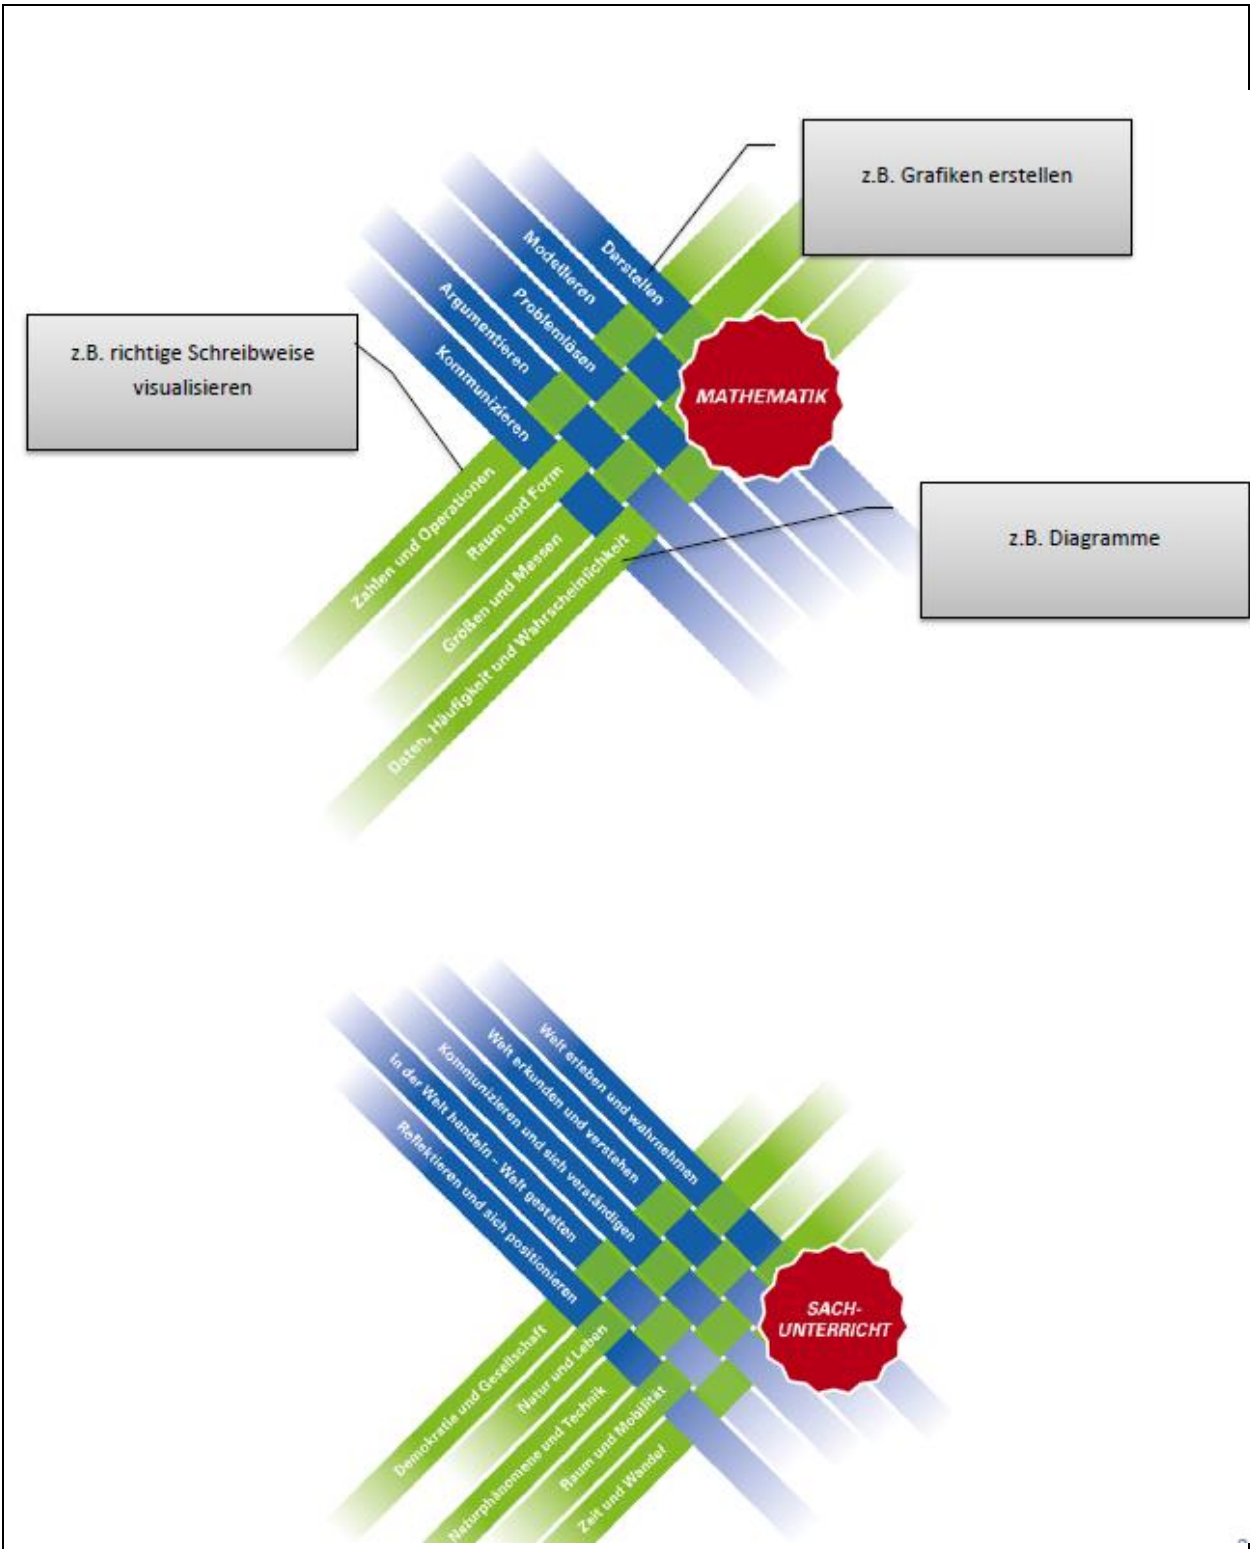 z.B. Grafiken erstellen
Darstellen
Modellieren
Problemlösen
Argumentieren
Kommunizieren
MATHEMATIK
z.B. richtige Schreibweise
visualisieren
Zahlen und Operationen
Raum und Form
Größen und Messen
Daten, Häufigkeit und Wahrscheinlichkeit
z.B. Diagramme
Welt erleben und wahrnehmen
Welt erkunden und verstehen
Kommunizieren und sich verständigen
In der Welt handeln – Welt gestalten
Reflektieren und sich positionieren
SACH-
UNTERRICHT
Demokratie und Gesellschaft
Natur und Leben
Naturphänomene und Technik
Raum und Mobilität
Zeit und Wandel